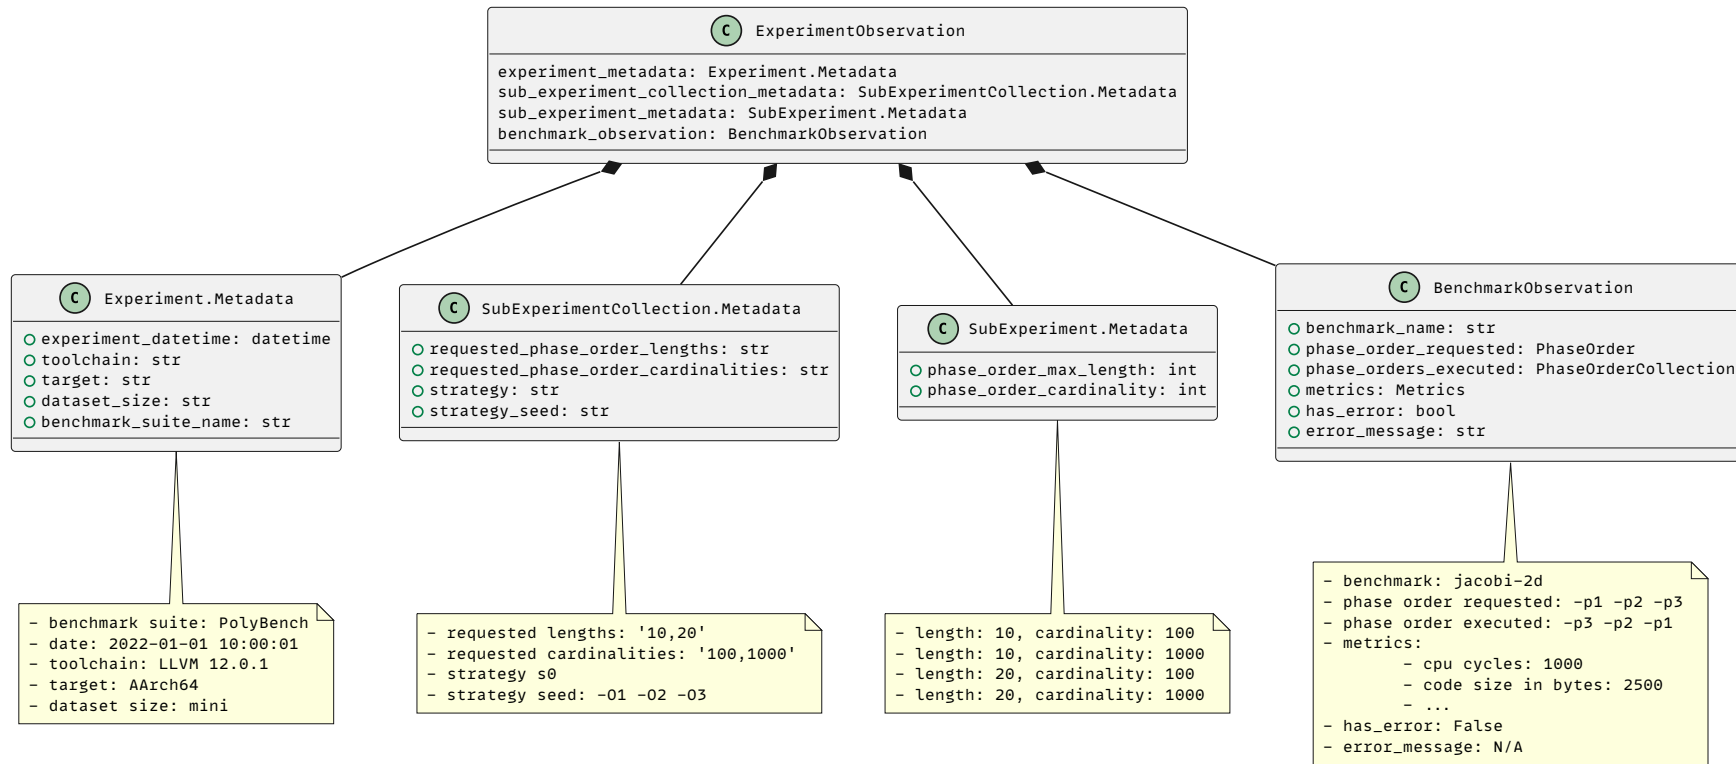 C ExperimentObservation
experiment_metadata: Experiment.Metadata
sub_experiment_collection_metadata: SubExperimentCollection.Metadata
sub_experiment_metadata: SubExperiment.Metadata
benchmark_observation: BenchmarkObservation
C Experiment.Metadata
experiment_datetime: datetime
toolchain: str
target: str
dataset_size: str
benchmark_suite_name: str
C SubExperimentCollection.Metadata
requested_phase_order_lengths: str
requested_phase_order_cardinalities: str
strategy: str
strategy_seed: str
C SubExperiment.Metadata
phase_order_max_length: int
phase_order_cardinality: int
C BenchmarkObservation
benchmark_name: str
phase_order_requested: PhaseOrder
phase_orders_executed: PhaseOrderCollection
metrics: Metrics
has_error: bool
error_message: str
- benchmark suite: PolyBench
- date: 2022-01-01 10:00:01
- toolchain: LLVM 12.0.1
- target: AArch64
- dataset size: mini
- requested lengths: '10,20'
- requested cardinalities: '100,1000'
- strategy s0
- strategy seed: -O1 -O2 -O3
- length: 10, cardinality: 100
- length: 10, cardinality: 1000
- length: 20, cardinality: 100
- length: 20, cardinality: 1000
- benchmark: jacobi-2d
- phase order requested: -p1 -p2 -p3
- phase order executed: -p3 -p2 -p1
- metrics:
- cpu cycles: 1000
- code size in bytes: 2500
- ...
- has_error: False
- error_message: N/A